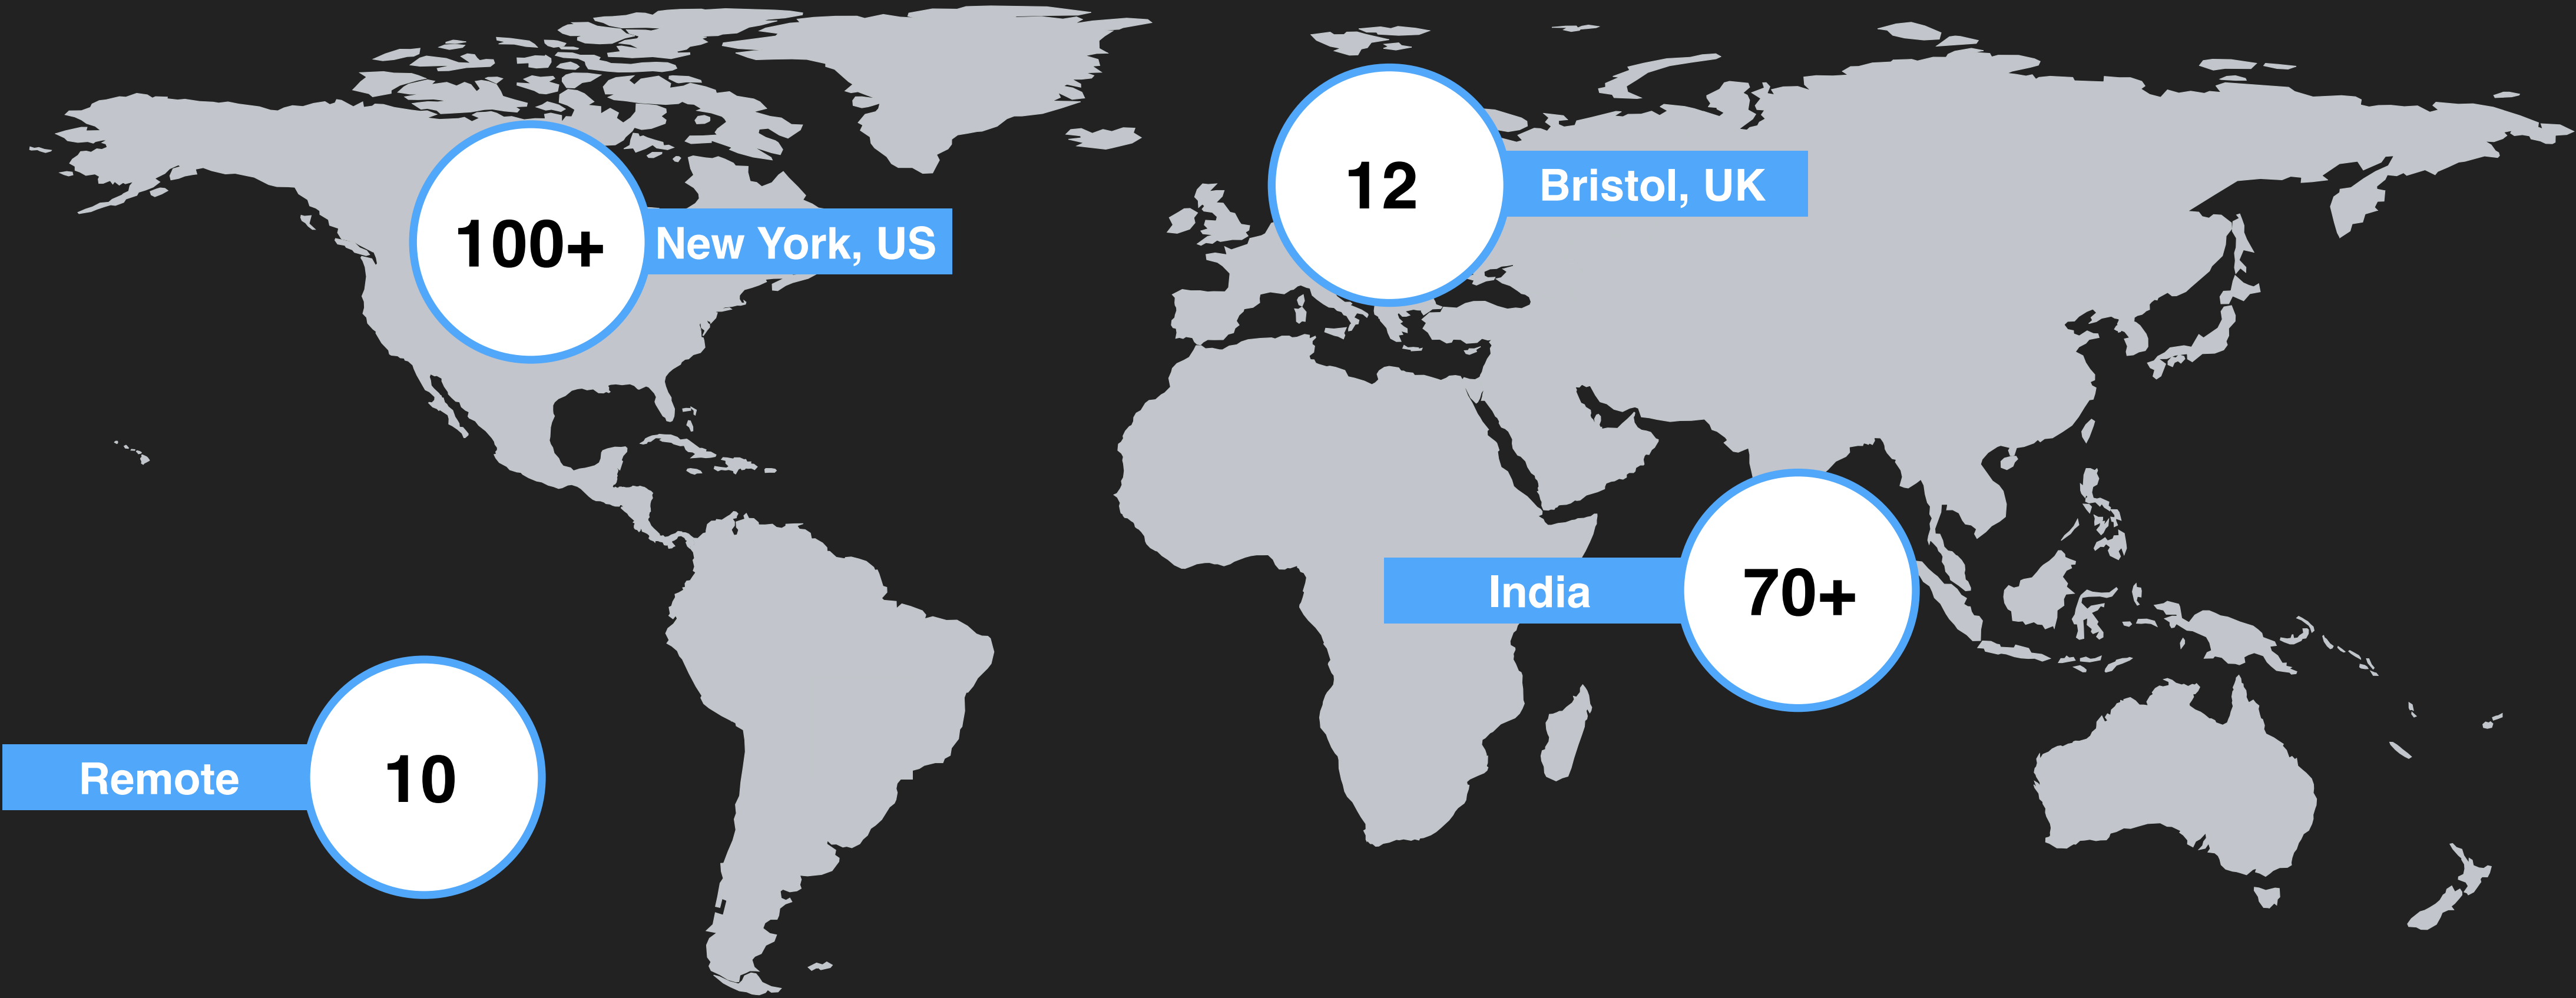 12
Bristol, UK
100+
New York, US
India
70+
Remote
10